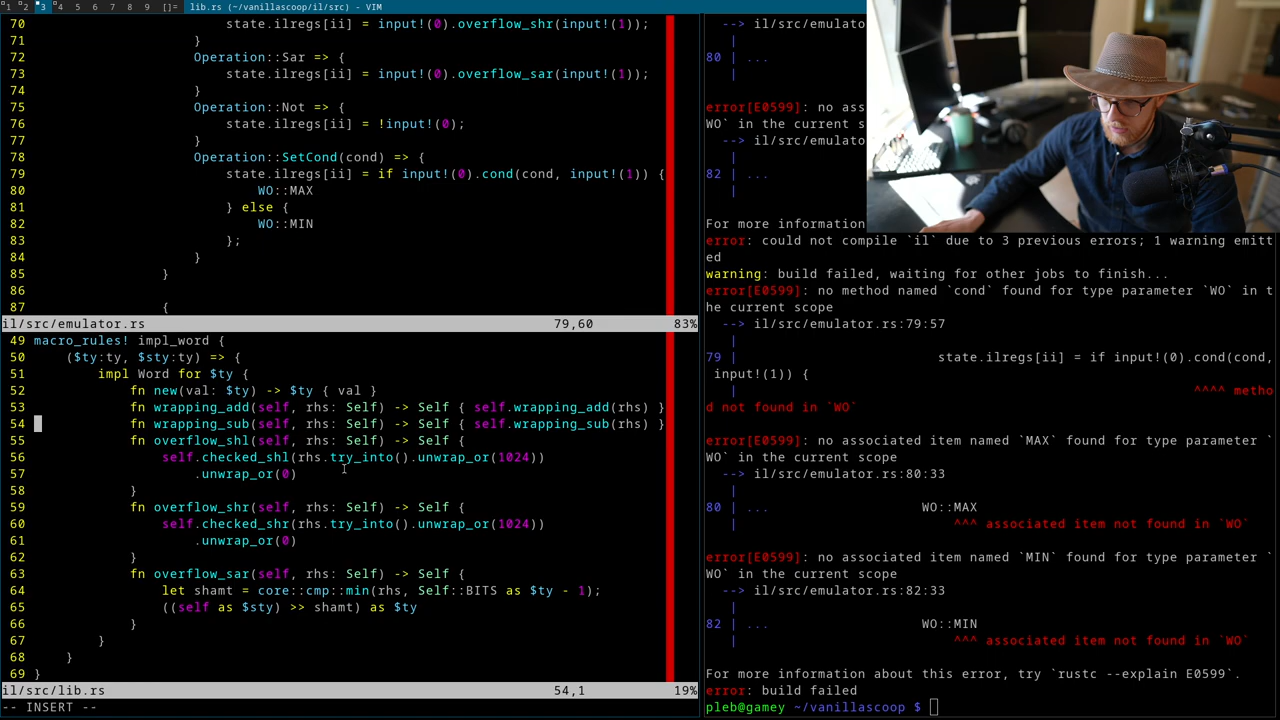 1 2 3 4 5 6 7 8 9 []= lib.rs (~/vanillascoop/il/src) - VIM
70 state.ilregs[ii] = input!(0).overflow_shr(input!(1));
71 }
72 Operation::Sar => {
73 state.ilregs[ii] = input!(0).overflow_sar(input!(1));
74 }
75 Operation::Not => {
76 state.ilregs[ii] = !input!(0);
77 }
78 Operation::SetCond(cond) => {
79 state.ilregs[ii] = if input!(0).cond(cond, input!(1)) {
80 WO::MAX
81 } else {
82 WO::MIN
83 };
84 }
85 }
86
87 {
il/src/emulator.rs 79,60 83%
49 macro_rules! impl_word {
50 ($ty:ty, $sty:ty) => {
51 impl Word for $ty {
52 fn new(val: $ty) -> $ty { val }
53 fn wrapping_add(self, rhs: Self) -> Self { self.wrapping_add(rhs) }
54 fn wrapping_sub(self, rhs: Self) -> Self { self.wrapping_sub(rhs) }
55 fn overflow_shl(self, rhs: Self) -> Self {
56 self.checked_shl(rhs.try_into().unwrap_or(1024))
57 .unwrap_or(0)
58 }
59 fn overflow_shr(self, rhs: Self) -> Self {
60 self.checked_shr(rhs.try_into().unwrap_or(1024))
61 .unwrap_or(0)
62 }
63 fn overflow_sar(self, rhs: Self) -> Self {
64 let shamt = core::cmp::min(rhs, Self::BITS as $ty - 1);
65 ((self as $sty) >> shamt) as $ty
66 }
67 }
68 }
69 }
il/src/lib.rs 54,1 19%
-- INSERT --
--> il/src/emulato
|
80 | ...
|
error[E0599]: no ass
WO` in the current s
--> il/src/emulato
|
82 | ...
|
For more information
error: could not compile `il` due to 3 previous errors; 1 warning emitt
ed
warning: build failed, waiting for other jobs to finish...
error[E0599]: no method named `cond` found for type parameter `WO` in t
he current scope
--> il/src/emulator.rs:79:57
|
79 | state.ilregs[ii] = if input!(0).cond(cond,
input!(1)) {
| ^^^^ metho
d not found in `WO`
error[E0599]: no associated item named `MAX` found for type parameter `
WO` in the current scope
--> il/src/emulator.rs:80:33
|
80 | ... WO::MAX
| ^^^ associated item not found in `WO`
error[E0599]: no associated item named `MIN` found for type parameter `
WO` in the current scope
--> il/src/emulator.rs:82:33
|
82 | ... WO::MIN
| ^^^ associated item not found in `WO`
For more information about this error, try `rustc --explain E0599`.
error: build failed
pleb@gamey ~/vanillascoop $